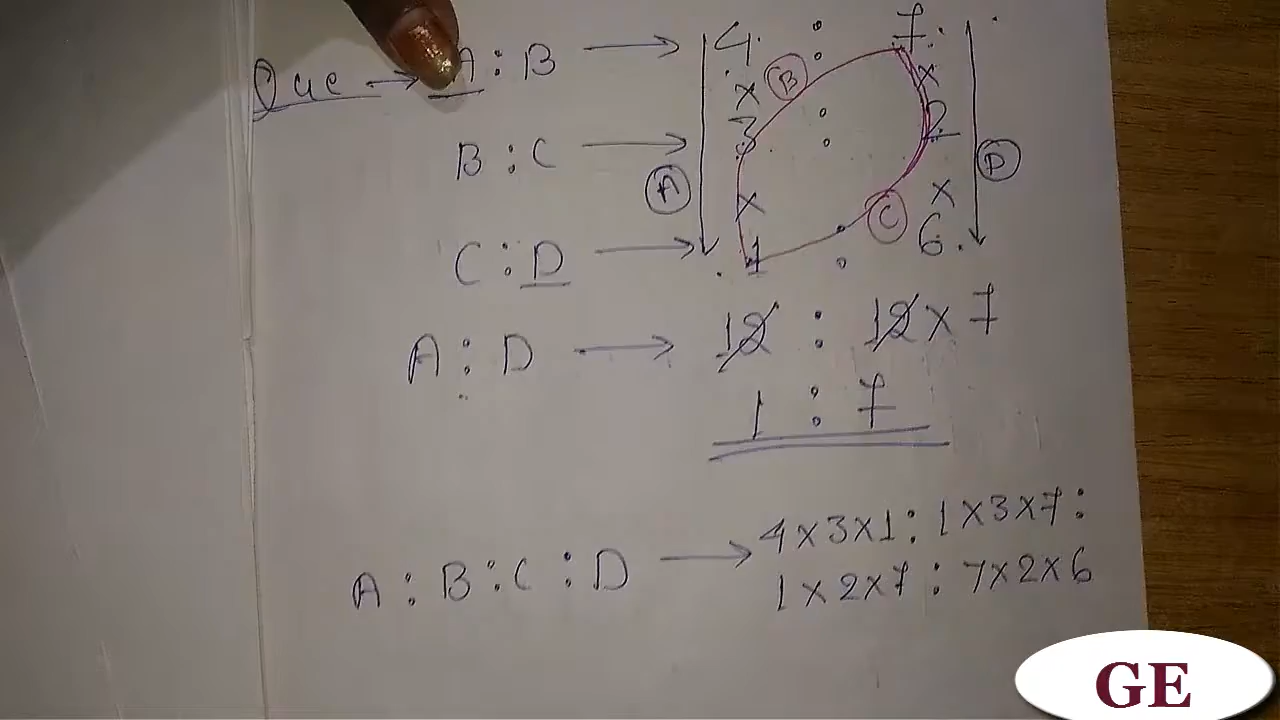 Que → A : B → 4 : 7
× B ×
B : C → 3 : 2
A D
× C ×
C : D → 1 : 6
A : D → 12 : 12 × 7
1 : 7
4×3×1 : 1×3×7 :
A : B : C : D →
1×2×7 : 7×2×6
GE